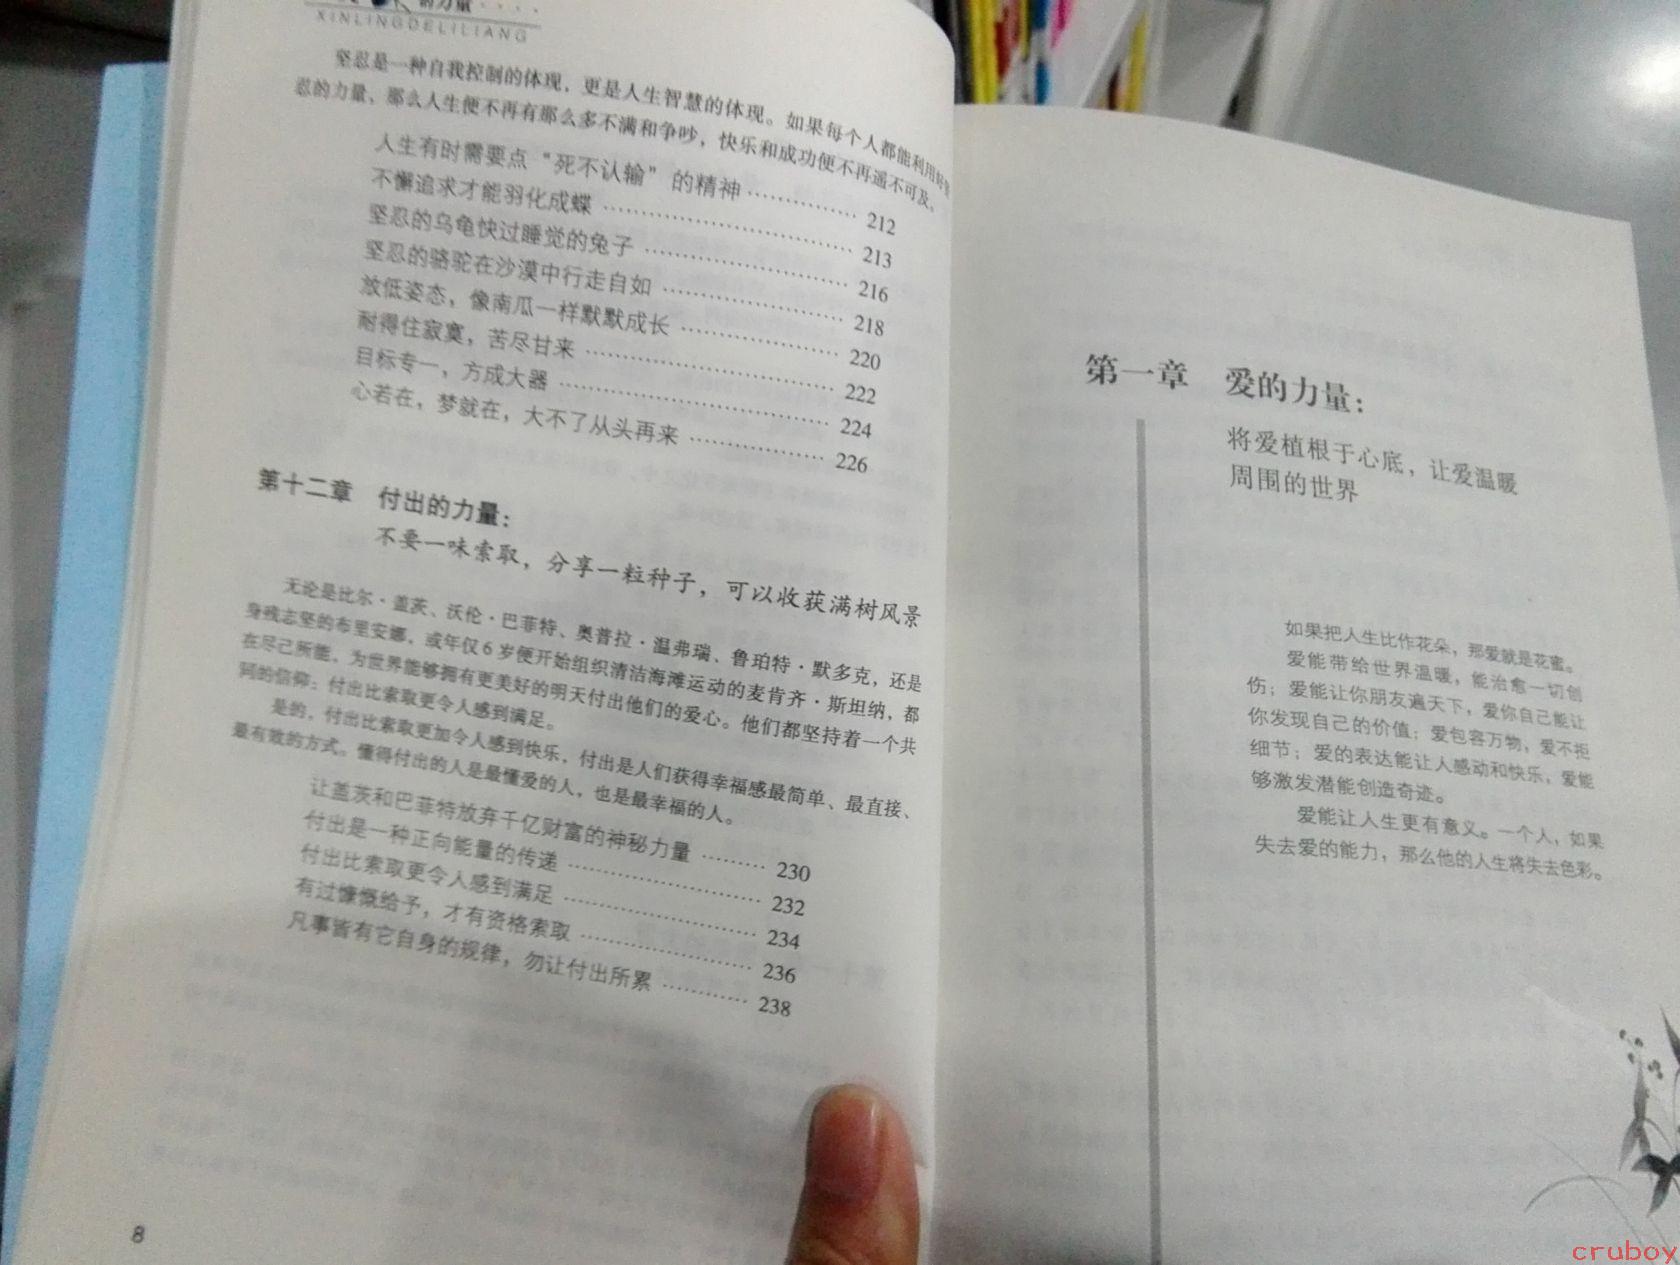 的力量
XINLINGDELILIANG
坚忍是一种自我控制的体现，更是人生智慧的体现。如果每个人都能利用好坚
忍的力量，那么人生便不再有那么多不满和争吵，快乐和成功便不再遥不可及。
人生有时需要点“死不认输”的精神 ………… 212
不懈追求才能羽化成蝶 ………… 213
坚忍的乌龟快过睡觉的兔子 ………… 216
坚忍的骆驼在沙漠中行走自如 ………… 218
放低姿态，像南瓜一样默默成长 ………… 220
耐得住寂寞，苦尽甘来 ………… 222
目标专一，方成大器 ………… 224
心若在，梦就在，大不了从头再来 ………… 226
第十二章 付出的力量：
不要一味索取，分享一粒种子，可以收获满树风景
无论是比尔·盖茨、沃伦·巴菲特、奥普拉·温弗瑞、鲁珀特·默多克，还是
身残志坚的布里安娜，或年仅6岁便开始组织清洁海滩运动的麦肯齐·斯坦纳，都
在尽己所能，为世界能够拥有更美好的明天付出他们的爱心。他们都坚持着一个共
同的信仰：付出比索取更令人感到满足。
是的，付出比索取更加令人感到快乐，付出是人们获得幸福感最简单、最直接、
最有效的方式。懂得付出的人是最懂爱的人，也是最幸福的人。
让盖茨和巴菲特放弃千亿财富的神秘力量 ………… 230
付出是一种正向能量的传递 ………… 232
付出比索取更令人感到满足 ………… 234
有过慷慨给予，才有资格索取 ………… 236
凡事皆有它自身的规律，勿让付出所累 ………… 238
8
第一章 爱的力量：
将爱植根于心底，让爱温暖
周围的世界
如果把人生比作花朵，那爱就是花蜜。
爱能带给世界温暖，能治愈一切创
伤；爱能让你朋友遍天下，爱你自己能让
你发现自己的价值；爱包容万物，爱不拒
细节；爱的表达能让人感动和快乐，爱能
够激发潜能创造奇迹。
爱能让人生更有意义。一个人，如果
失去爱的能力，那么他的人生将失去色彩。
cruboy